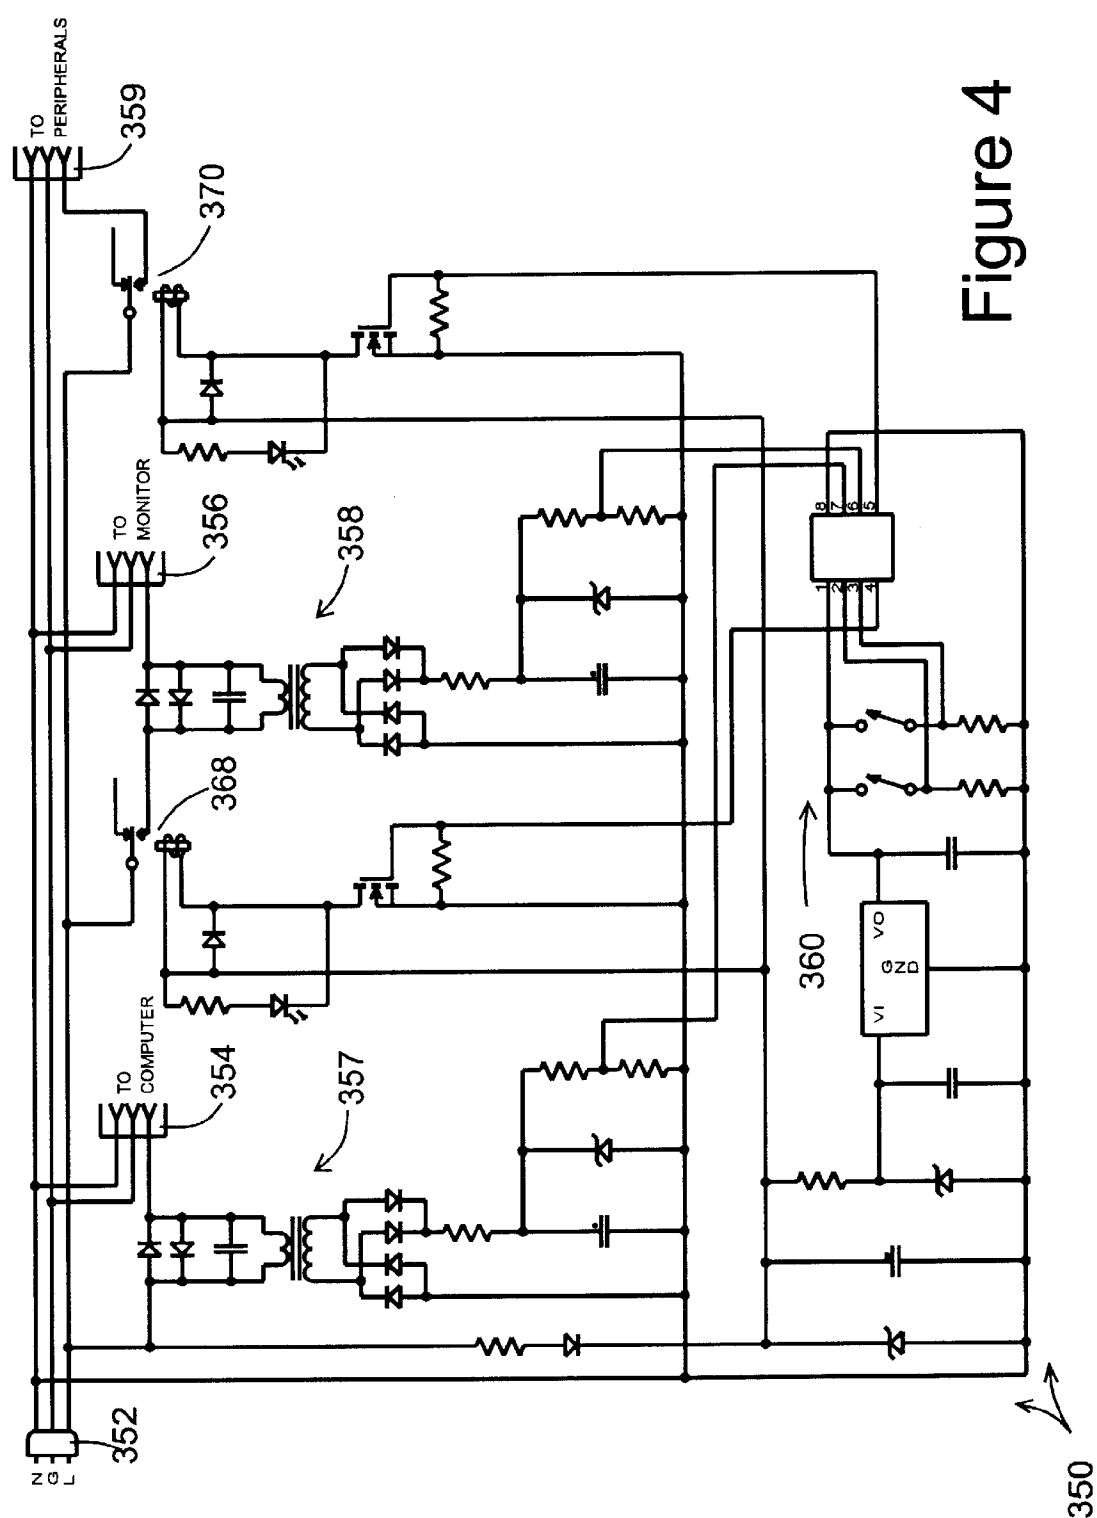 N
G
L
352
TO
COMPUTER
354
357
368
TO
MONITOR
356
358
370
TO
PERIPHERALS
359
VI
GND
VO
360
1
2
3
4
8
7
6
5
350
Figure 4